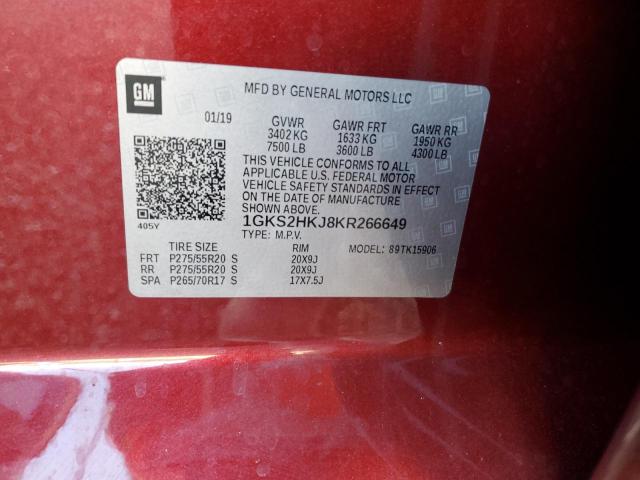 GM
MFD BY GENERAL MOTORS LLC
01/19 GVWR GAWR FRT GAWR RR
3402 KG 1633 KG 1950 KG
7500 LB 3600 LB 4300 LB
THIS VEHICLE CONFORMS TO ALL
APPLICABLE U.S. FEDERAL MOTOR
VEHICLE SAFETY STANDARDS IN EFFECT
ON THE DATE OF MANUFACTURE
SHOWN ABOVE.
405Y
1GKS2HKJ8KR266649
TYPE: M.P.V. MODEL: 89TK15906
TIRE SIZE RIM
FRT P275/55R20 S 20X9J
RR P275/55R20 S 20X9J
SPA P265/70R17 S 17X7.5J